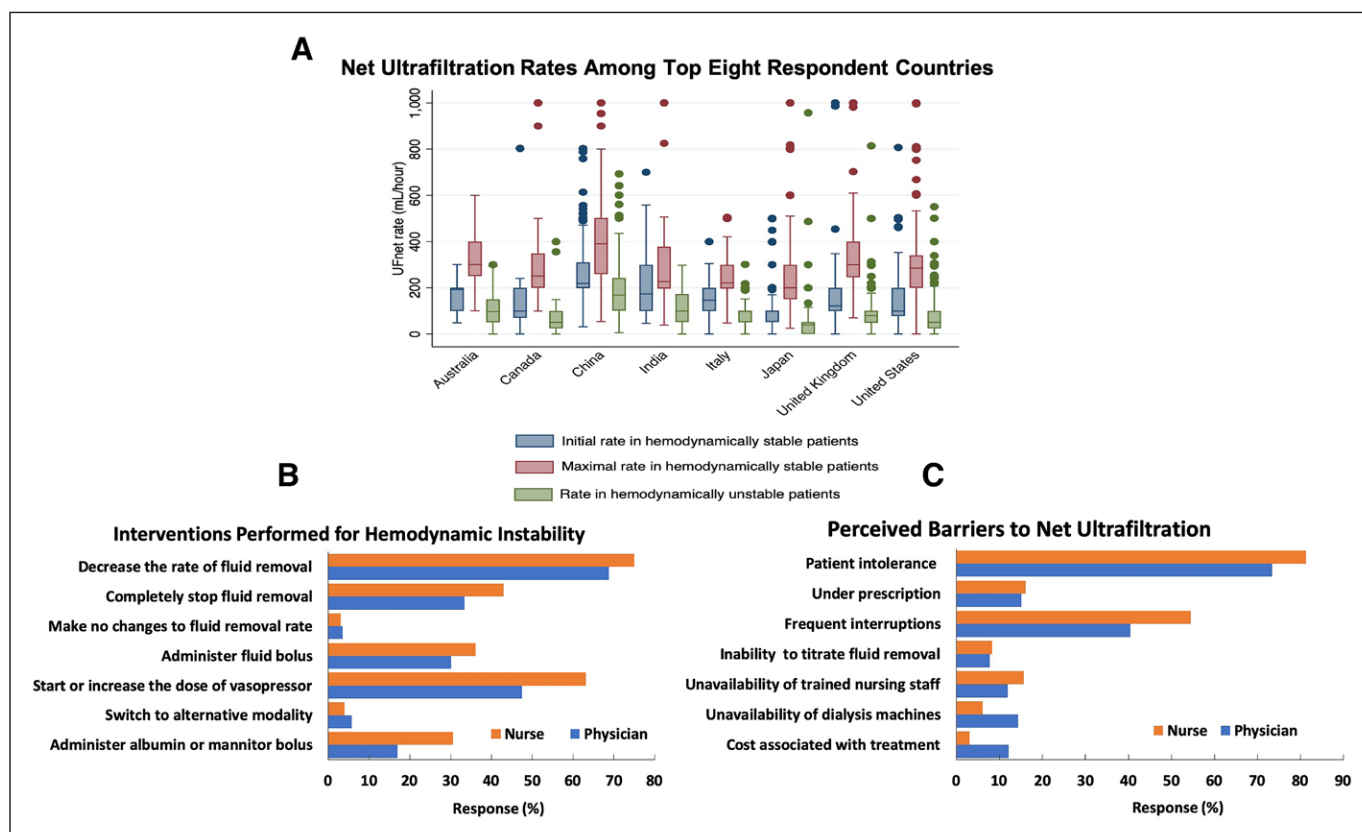 A
Net Ultrafiltration Rates Among Top Eight Respondent Countries
UFnet rate (mL/hour)
1,000
800
600
400
200
0
Australia
Canada
China
India
Italy
Japan
United Kingdom
United States
Initial rate in hemodynamically stable patients
Maximal rate in hemodynamically stable patients
Rate in hemodynamically unstable patients
B
Interventions Performed for Hemodynamic Instability
Decrease the rate of fluid removal
Completely stop fluid removal
Make no changes to fluid removal rate
Administer fluid bolus
Start or increase the dose of vasopressor
Switch to alternative modality
Administer albumin or mannitor bolus
Nurse Physician
0 10 20 30 40 50 60 70 80
Response (%)
C
Perceived Barriers to Net Ultrafiltration
Patient intolerance
Under prescription
Frequent interruptions
Inability to titrate fluid removal
Unavailability of trained nursing staff
Unavailability of dialysis machines
Cost associated with treatment
Nurse Physician
0 10 20 30 40 50 60 70 80 90
Response (%)